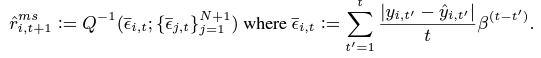 $\hat{r}^{ms}_{i,t+1} := Q^{-1}(\bar{\epsilon}_{i,t}; \{\bar{\epsilon}_{j,t}\}_{j=1}^{N+1})$ where $\bar{\epsilon}_{i,t} := \sum_{t'=1}^{t} \frac{|y_{i,t'} - \hat{y}_{i,t'}|}{t} \beta^{(t-t')}.$